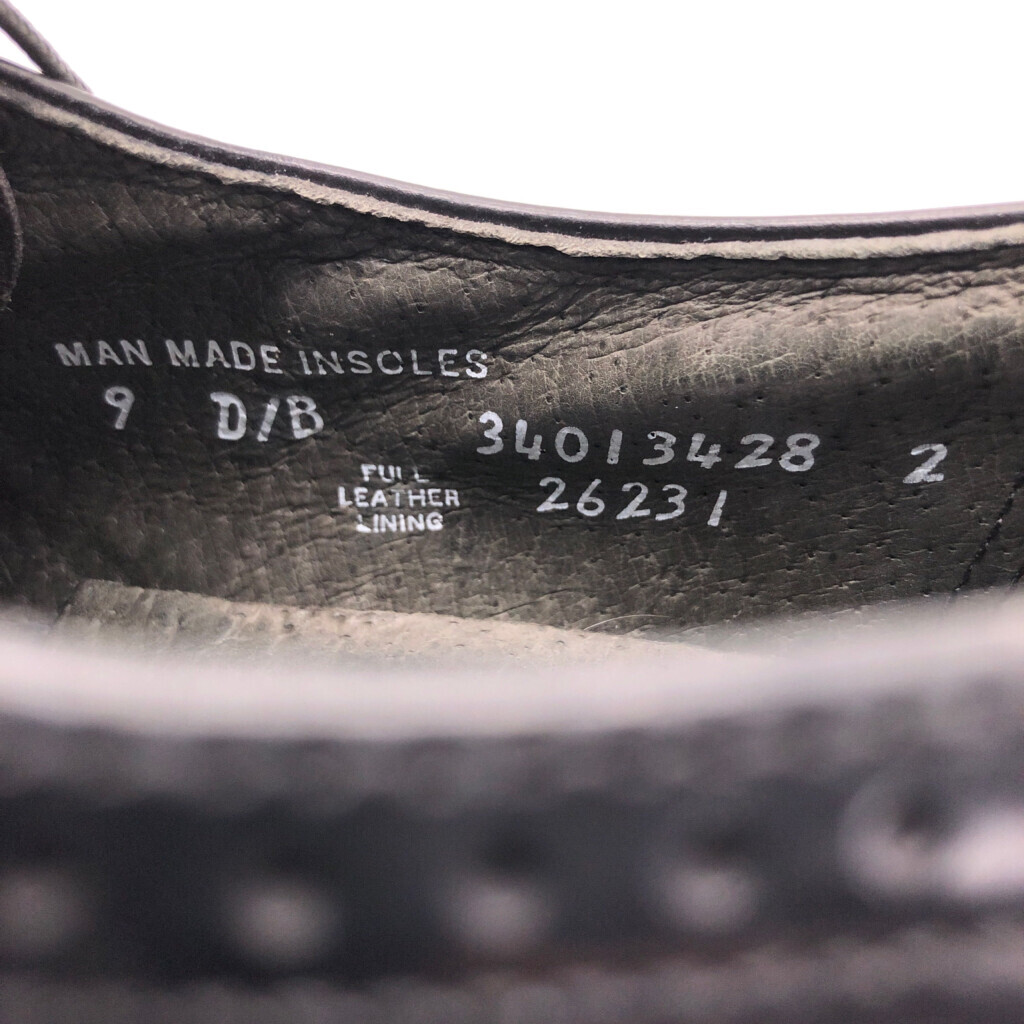 MAN MADE INSOLES
9 D/B
34013428 2
26231
FULL
LEATHER
LINING